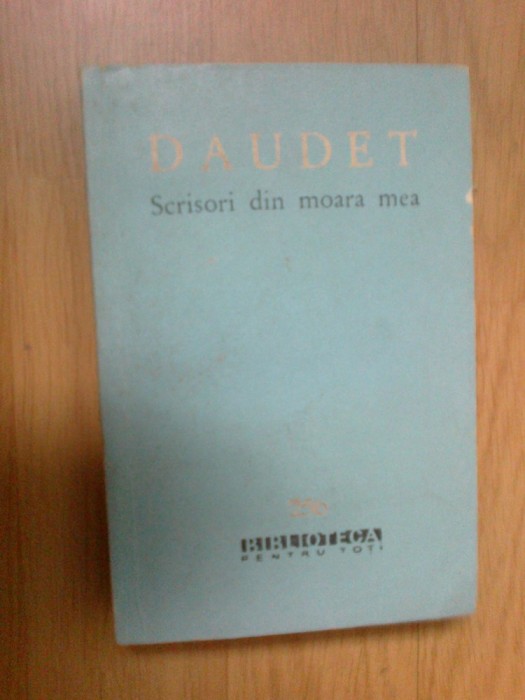 DAUDET
Scrisori din moara mea
BIBLIOTECA
PENTRU TOȚI